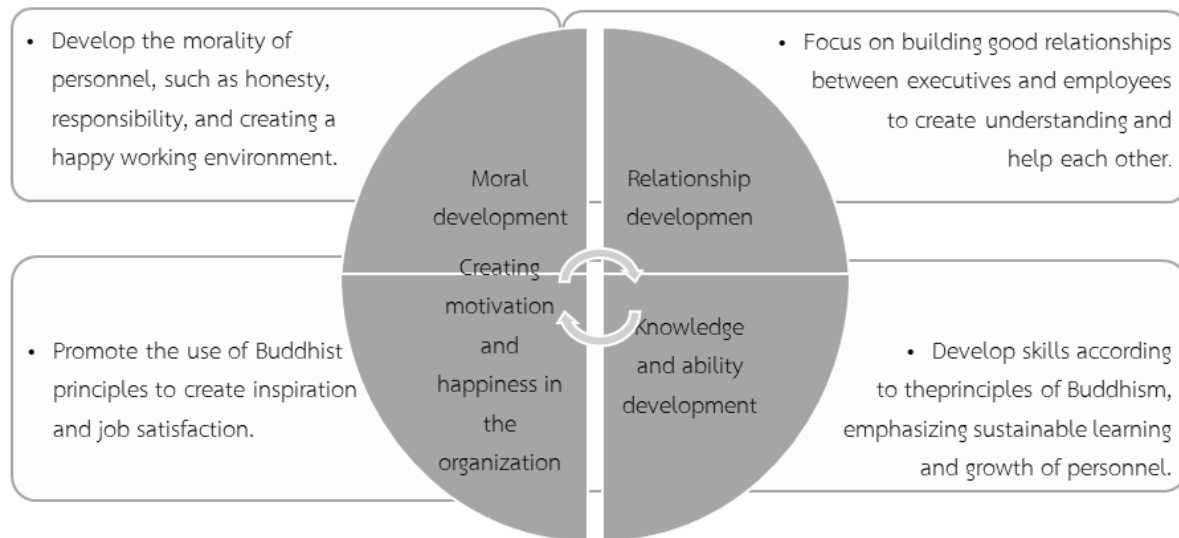 • Develop the morality of
personnel, such as honesty,
responsibility, and creating a
happy working environment.
• Focus on building good relationships
between executives and employees
to create understanding and
help each other.
Moral
development
Relationship
developmen
Creating
motivation
and
happiness in
the
organization
Knowledge
and ability
development
• Promote the use of Buddhist
principles to create inspiration
and job satisfaction.
• Develop skills according
to theprinciples of Buddhism,
emphasizing sustainable learning
and growth of personnel.